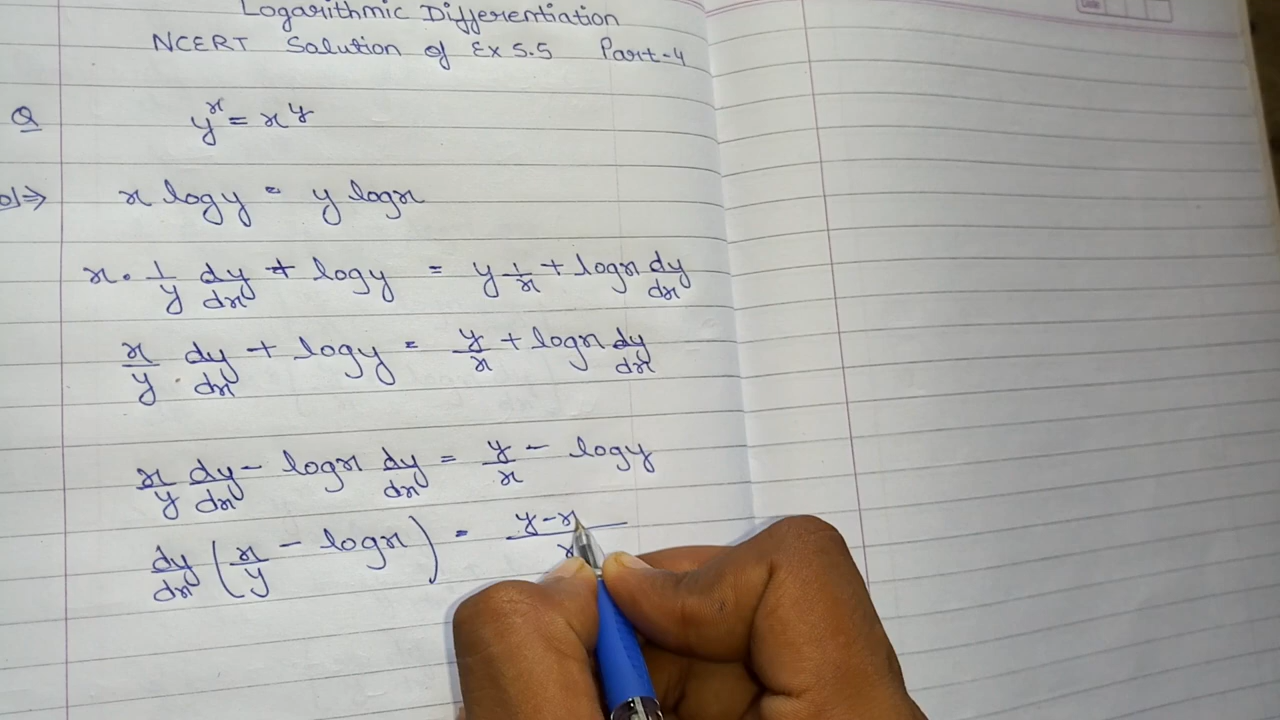 Logarithmic Differentiation
NCERT Solution of Ex 5.5 Part-4
Q y^x = x^y
⇒ x log y = y log x
x · 1/y dy/dx + log y = y 1/x + log x dy/dx
x/y · dy/dx + log y = y/x + log x dy/dx
x/y dy/dx - log x dy/dx = y/x - log y
dy/dx (x/y - log x) = y - x / x